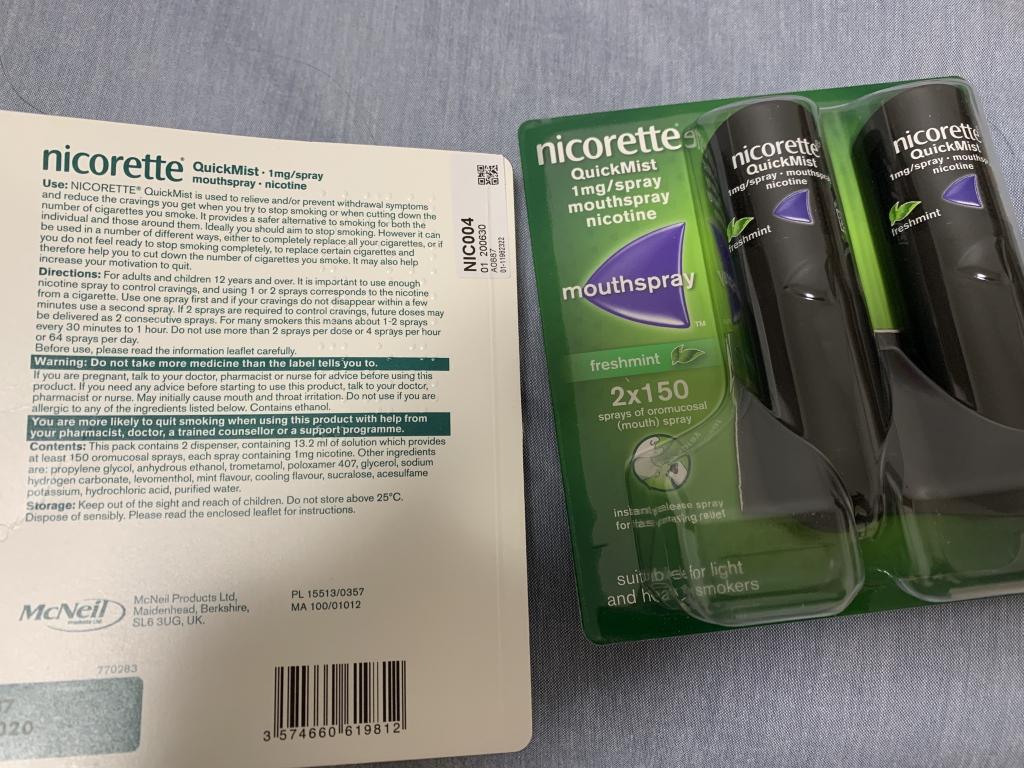 nicorette® QuickMist · 1mg/spray
mouthspray · nicotine
Use: NICORETTE® QuickMist is used to relieve and/or prevent withdrawal symptoms
and reduce the cravings you get when you try to stop smoking or when cutting down the
number of cigarettes you smoke. It provides a safer alternative to smoking for both the
individual and those around them. Ideally you should aim to stop smoking. However it can
be used in a number of different ways, either to completely replace all your cigarettes, or if
you do not feel ready to stop smoking completely, to replace certain cigarettes and
therefore help you to cut down the number of cigarettes you smoke. It may also help
increase your motivation to quit.
Directions: For adults and children 12 years and over. It is important to use enough
nicotine spray to control cravings, and using 1 or 2 sprays corresponds to the nicotine
from a cigarette. Use one spray first and if your cravings do not disappear within a few
minutes use a second spray. If 2 sprays are required to control cravings, future doses may
be delivered as 2 consecutive sprays. For many smokers this means about 1-2 sprays
every 30 minutes to 1 hour. Do not use more than 2 sprays per dose or 4 sprays per hour
or 64 sprays per day.
Before use, please read the information leaflet carefully.
Warning: Do not take more medicine than the label tells you to.
If you are pregnant, talk to your doctor, pharmacist or nurse for advice before using this
product. If you need any advice before starting to use this product, talk to your doctor,
pharmacist or nurse. May initially cause mouth and throat irritation. Do not use if you are
allergic to any of the ingredients listed below. Contains ethanol.
You are more likely to quit smoking when using this product with help from
your pharmacist, doctor, a trained counsellor or a support programme.
Contents: This pack contains 2 dispenser, containing 13.2 ml of solution which provides
at least 150 oromucosal sprays, each spray containing 1mg nicotine. Other ingredients
are: propylene glycol, anhydrous ethanol, trometamol, poloxamer 407, glycerol, sodium
hydrogen carbonate, levomenthol, mint flavour, cooling flavour, sucralose, acesulfame
potassium, hydrochloric acid, purified water.
Storage: Keep out of the sight and reach of children. Do not store above 25°C.
Dispose of sensibly. Please read the enclosed leaflet for instructions.
McNeil
Products Ltd.
McNeil Products Ltd,
Maidenhead, Berkshire,
SL6 3UG, UK.
PL 15513/0357
MA 100/01012
770283
3 574660 619812
NIC004
01 200630
A0687
01-11982322
nicorette®
QuickMist
1mg/spray
mouthspray
nicotine
mouthspray
TM
freshmint
2x150
sprays of oromucosal
(mouth) spray
instant release spray
for fast craving relief
suitable for light
and heavy smokers
nicorette®
QuickMist
1mg/spray · mouthspray
nicotine
freshmint
nicorette
QuickMist
1mg/spray
nicotine
freshmint